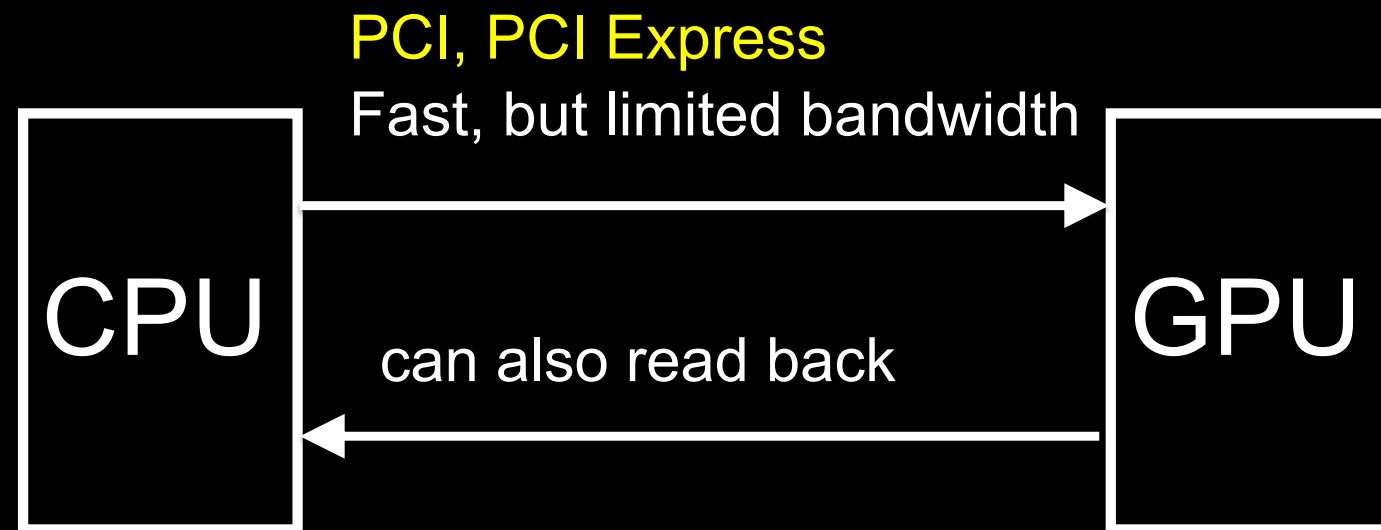 PCI, PCI Express
Fast, but limited bandwidth
CPU
GPU
can also read back